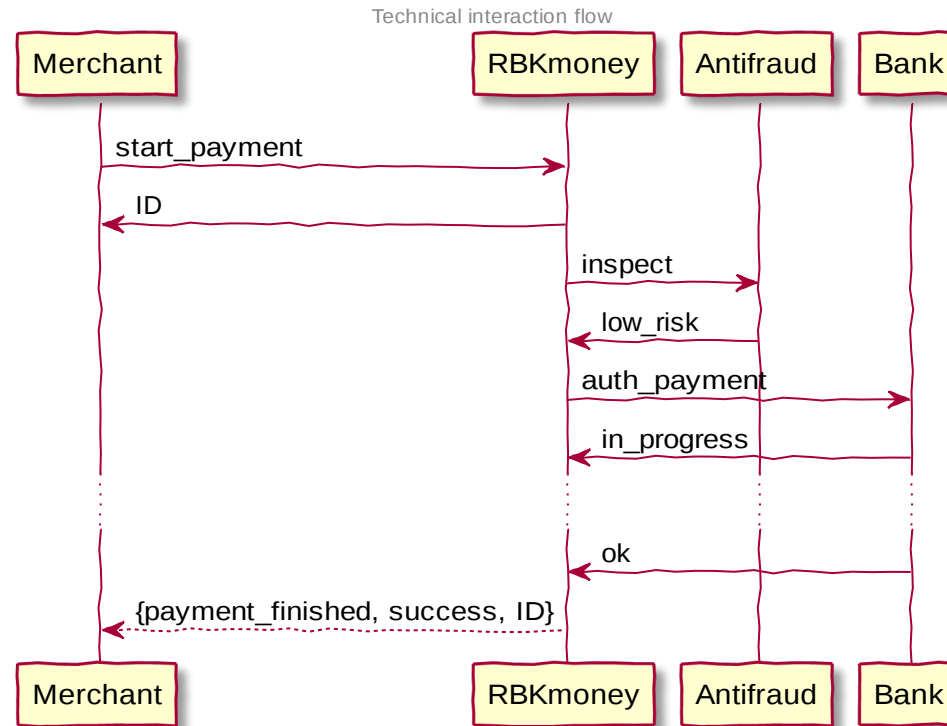 Technical interaction flow
Merchant RBKmoney Antifraud Bank
start_payment
ID
inspect
low_risk
auth_payment
in_progress
ok
{payment_finished, success, ID}
Merchant RBKmoney Antifraud Bank